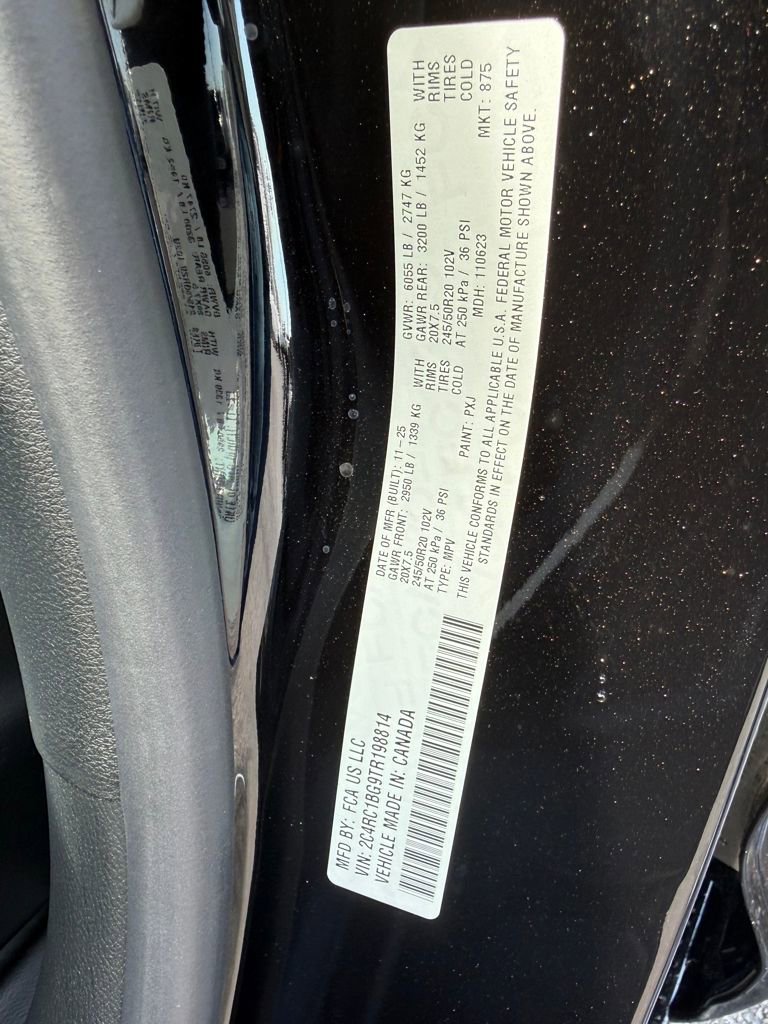 MFD BY: FCA US LLC
VIN: 2C4RC1BG9TR198814
VEHICLE MADE IN: CANADA
DATE OF MFR (BUILT): 11-25
GVWR: 6055 LB / 2747 KG
GAWR FRONT: 2950 LB / 1339 KG WITH
GAWR REAR: 3200 LB / 1452 KG WITH
20X7.5 RIMS
20X7.5 RIMS
245/50R20 102V TIRES
245/50R20 102V TIRES
AT 250 kPa / 36 PSI COLD
AT 250 kPa / 36 PSI COLD
TYPE: MPV PAINT: PXJ MDH: 110623 MKT: 875
THIS VEHICLE CONFORMS TO ALL APPLICABLE U.S.A. FEDERAL MOTOR VEHICLE SAFETY
STANDARDS IN EFFECT ON THE DATE OF MANUFACTURE SHOWN ABOVE.